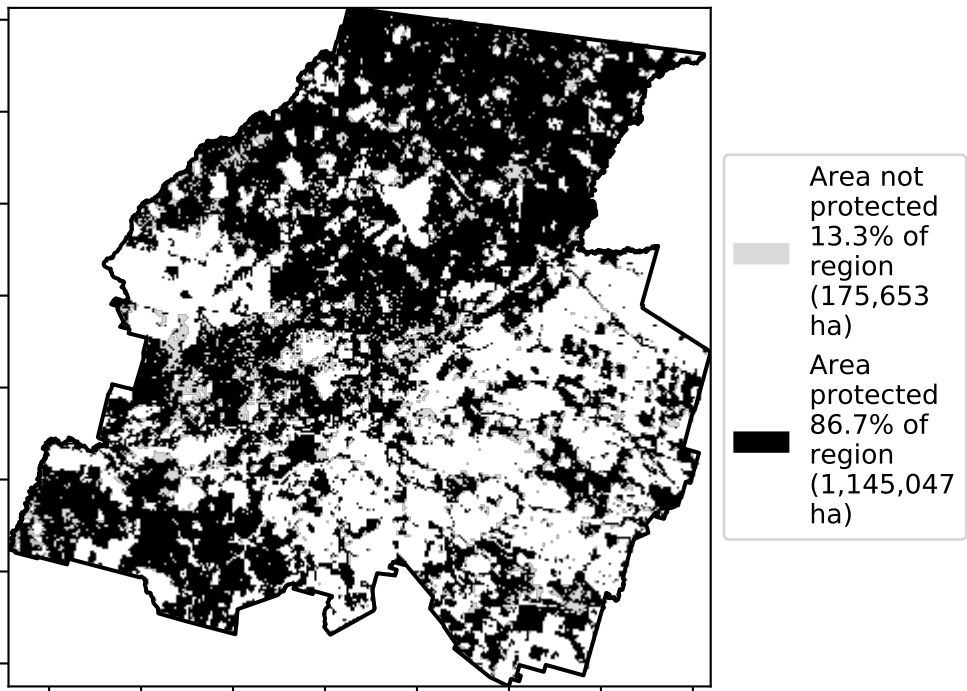 Area not
protected
13.3% of
region
(175,653
ha)
Area
protected
86.7% of
region
(1,145,047
ha)